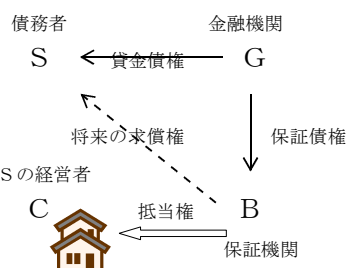 債務者 金融機関
S 貸金債権 G
将来の求償権 保証債権
Sの経営者
C 抵当権 B
保証機関